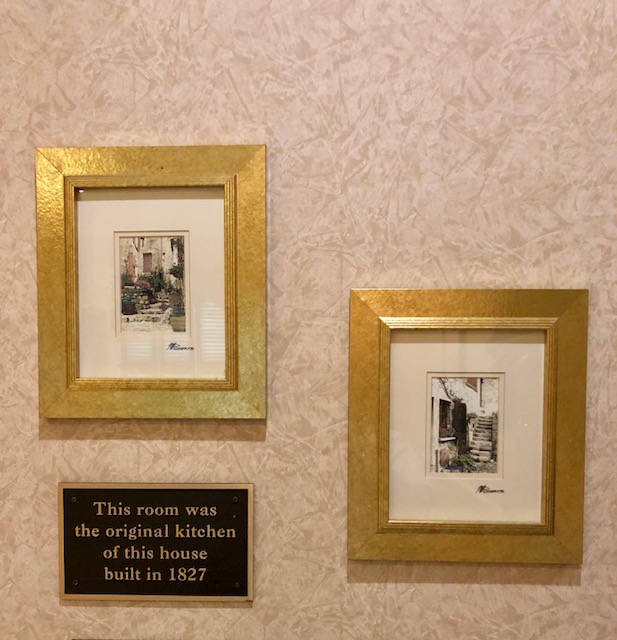 This room was
the original kitchen
of this house
built in 1827